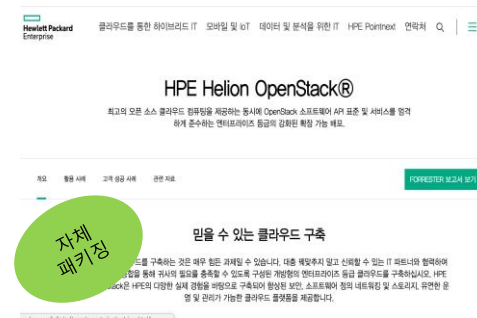 Hewlett Packard
Enterprise
클라우드를 통한 하이브리드 IT 모바일 및 IoT 데이터 및 분석을 위한 IT HPE Pointnext 연락처
HPE Helion OpenStack®
최고의 오픈 소스 클라우드 컴퓨팅을 제공하는 동시에 OpenStack 소프트웨어 API 표준 및 서비스를 엄격
하게 준수하는 엔터프라이즈 등급의 강화된 확장 가능 배포.
개요 활용 사례 고객 성공 사례 관련 자료
FORRESTER 보고서 보기
자체
패키징
믿을 수 있는 클라우드 구축
드를 구축하는 것은 매우 힘든 과제일 수 있습니다. 대충 꿰맞추지 말고 신뢰할 수 있는 IT 파트너와 협력하여
합을 통해 귀사의 필요를 충족할 수 있도록 구성된 개방형의 엔터프라이즈 등급 클라우드를 구축하십시오. HPE
ack은 HPE의 다양한 실제 경험을 바탕으로 구축되어 향상된 보안, 소프트웨어 정의 네트워킹 및 스토리지, 유연한 운
영 및 관리가 가능한 클라우드 플랫폼을 제공합니다.